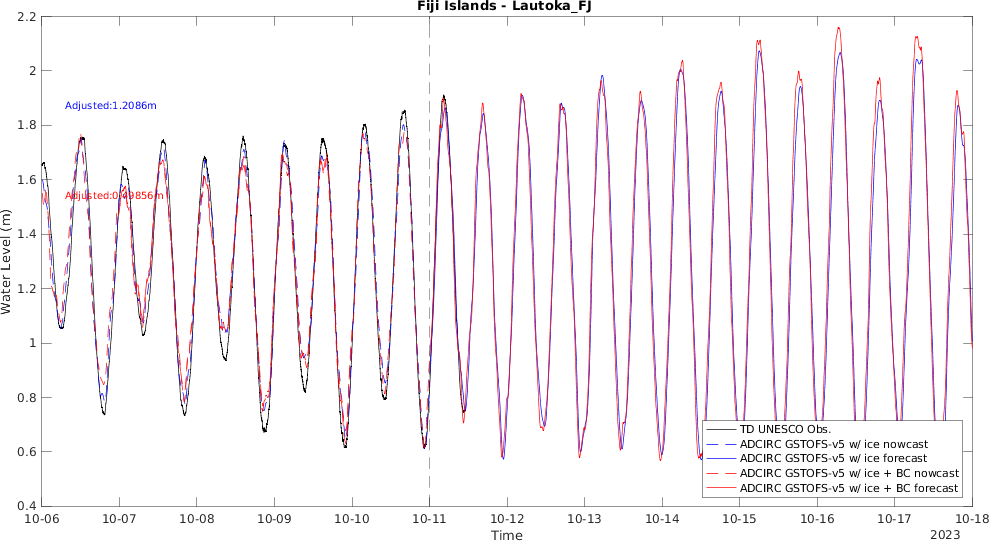 Fiji Islands - Lautoka_FJ
2.2
2
1.8
1.6
1.4
1.2
1
0.8
0.6
0.4
Water Level (m)
Adjusted:1.2086m
Adjusted:0.49856m
TD UNESCO Obs.
ADCIRC GSTOFS-v5 w/ ice nowcast
ADCIRC GSTOFS-v5 w/ ice forecast
ADCIRC GSTOFS-v5 w/ ice + BC nowcast
ADCIRC GSTOFS-v5 w/ ice + BC forecast
10-06 10-07 10-08 10-09 10-10 10-11 10-12 10-13 10-14 10-15 10-16 10-17 10-18
Time
2023